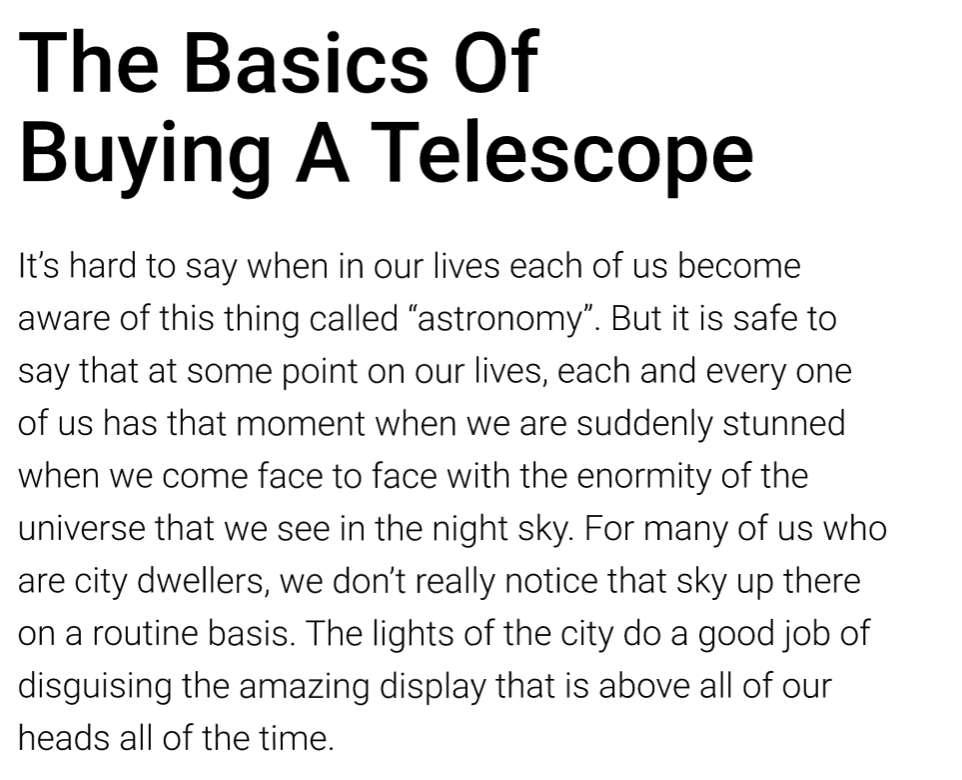 The Basics Of
Buying A Telescope
It’s hard to say when in our lives each of us become
aware of this thing called “astronomy”. But it is safe to
say that at some point on our lives, each and every one
of us has that moment when we are suddenly stunned
when we come face to face with the enormity of the
universe that we see in the night sky. For many of us who
are city dwellers, we don’t really notice that sky up there
on a routine basis. The lights of the city do a good job of
disguising the amazing display that is above all of our
heads all of the time.